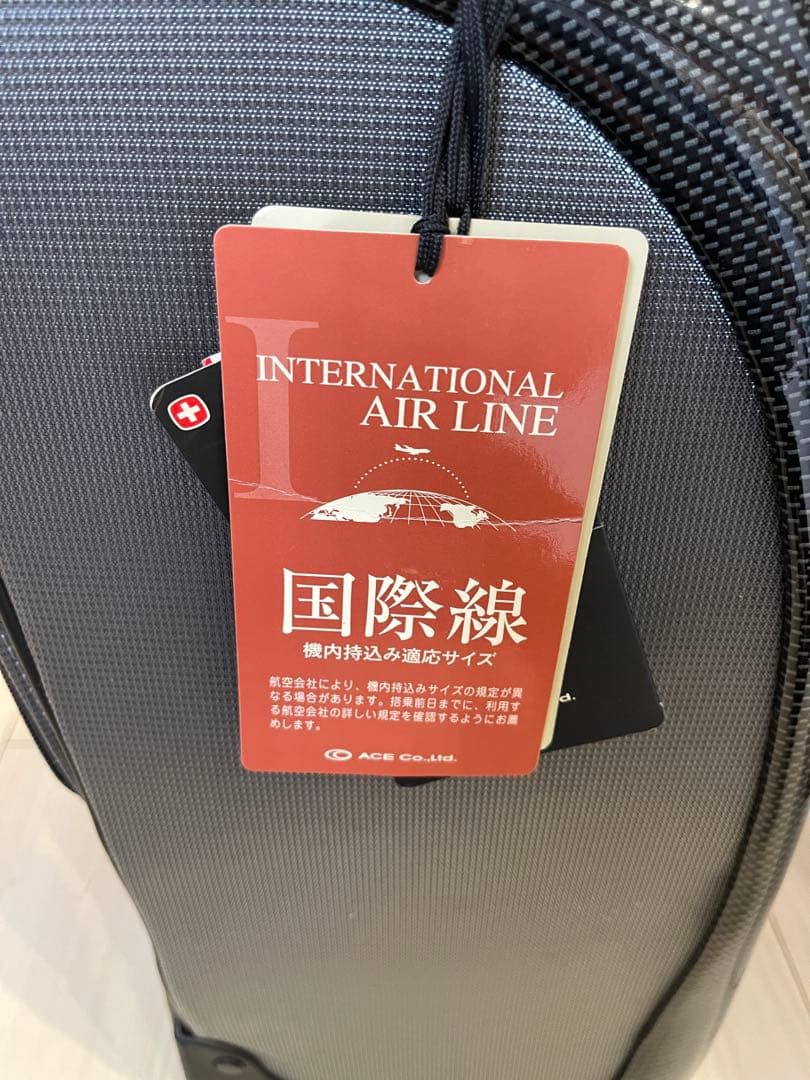 I
INTERNATIONAL
AIR LINE
国際線
機内持込み適応サイズ
航空会社により、機内持込みサイズの規定が異
なる場合があります。搭乗前日までに、利用す
る航空会社の詳しい規定を確認するようにお薦
めします。
ACE Co.,Ltd.
td.